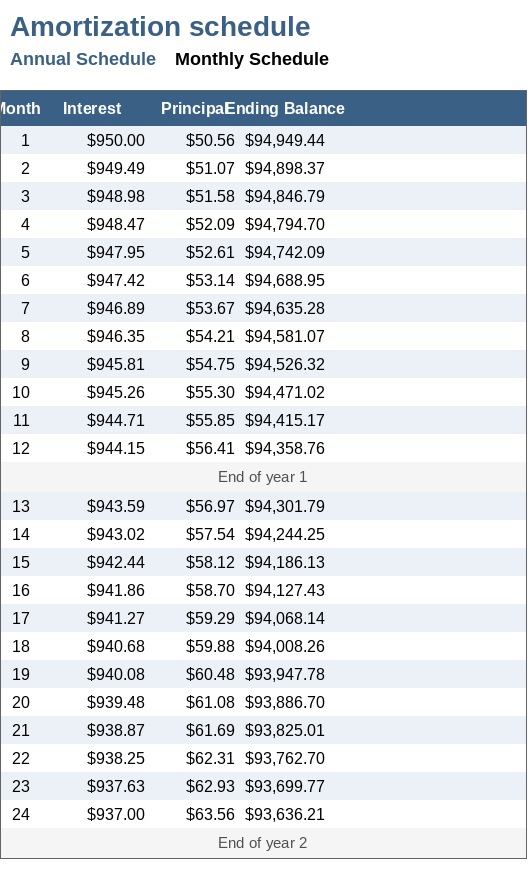 Amortization schedule
Annual Schedule Monthly Schedule
Month Interest Principal Ending Balance
1 $950.00 $50.56 $94,949.44
2 $949.49 $51.07 $94,898.37
3 $948.98 $51.58 $94,846.79
4 $948.47 $52.09 $94,794.70
5 $947.95 $52.61 $94,742.09
6 $947.42 $53.14 $94,688.95
7 $946.89 $53.67 $94,635.28
8 $946.35 $54.21 $94,581.07
9 $945.81 $54.75 $94,526.32
10 $945.26 $55.30 $94,471.02
11 $944.71 $55.85 $94,415.17
12 $944.15 $56.41 $94,358.76
End of year 1
13 $943.59 $56.97 $94,301.79
14 $943.02 $57.54 $94,244.25
15 $942.44 $58.12 $94,186.13
16 $941.86 $58.70 $94,127.43
17 $941.27 $59.29 $94,068.14
18 $940.68 $59.88 $94,008.26
19 $940.08 $60.48 $93,947.78
20 $939.48 $61.08 $93,886.70
21 $938.87 $61.69 $93,825.01
22 $938.25 $62.31 $93,762.70
23 $937.63 $62.93 $93,699.77
24 $937.00 $63.56 $93,636.21
End of year 2